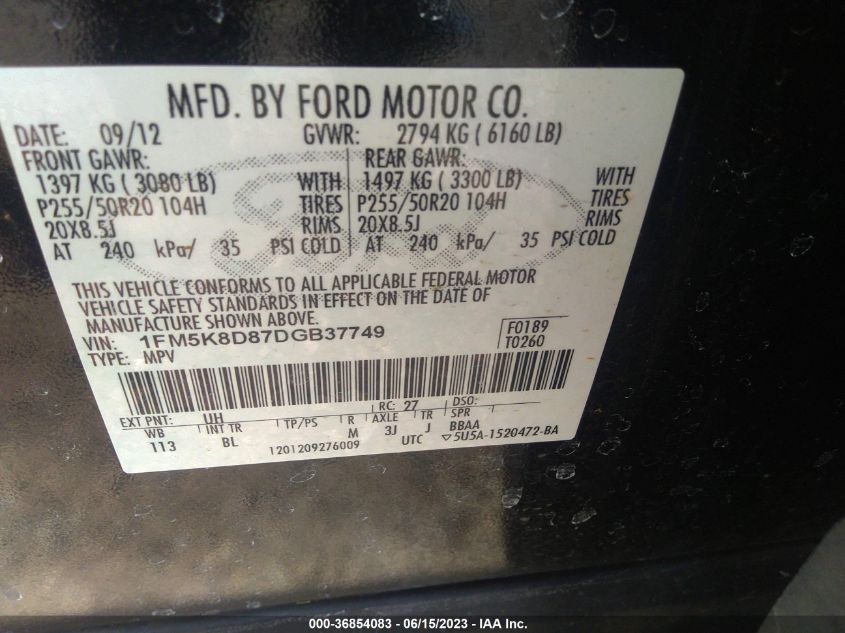 MFD. BY FORD MOTOR CO.
DATE: 09/12 GVWR: 2794 KG ( 6160 LB)
FRONT GAWR: REAR GAWR:
1397 KG ( 3080 LB) WITH 1497 KG ( 3300 LB) WITH
P255/50R20 104H TIRES P255/50R20 104H TIRES
20X8.5J RIMS 20X8.5J RIMS
AT 240 kPa/ 35 PSI COLD AT 240 kPa/ 35 PSI COLD
THIS VEHICLE CONFORMS TO ALL APPLICABLE FEDERAL MOTOR
VEHICLE SAFETY STANDARDS IN EFFECT ON THE DATE OF
MANUFACTURE SHOWN ABOVE.
VIN: 1FM5K8D87DGB37749 F0189
TYPE: MPV T0260
EXT PNT: UH RC: 27 DSO:
WB INT TR TP/PS R AXLE TR SPR
113 BL M 3J J BBAA
1201209276009 UTC ▽5U5A-1520472-BA
000-36854083 - 06/15/2023 - IAA Inc.